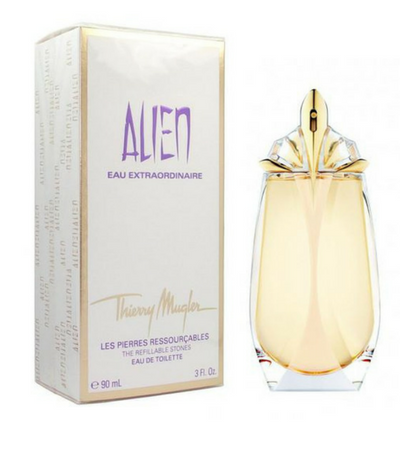 ALIEN
EAU EXTRAORDINAIRE
Thierry Mugler
LES PIERRES RESSOURÇABLES
THE REFILLABLE STONES
EAU DE TOILETTE
e 90 mL 3 Fl. Oz.